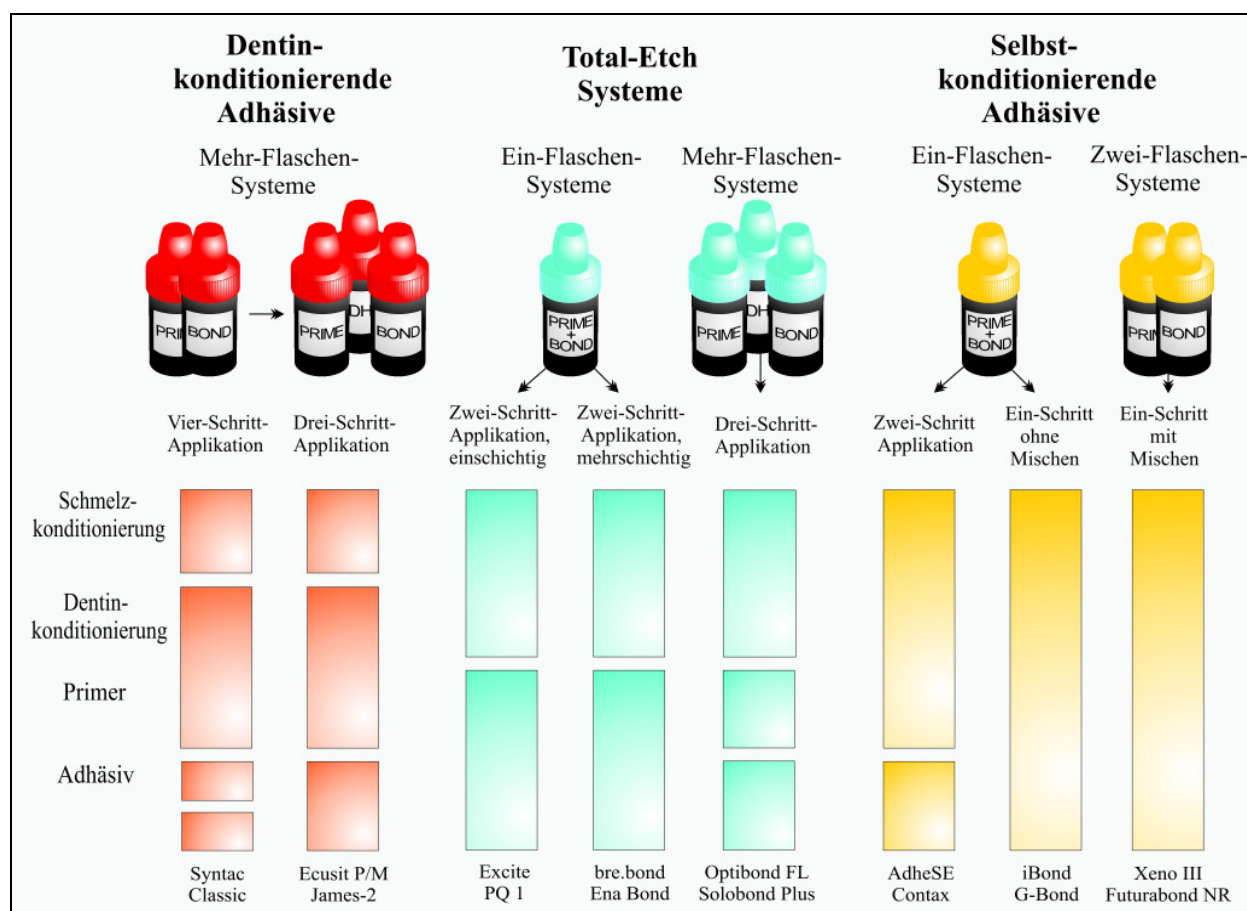 Dentin-
konditionierende
Adhäsive
Total-Etch
Systeme
Selbst-
konditionierende
Adhäsive
Mehr-Flaschen-
Systeme
Ein-Flaschen-
Systeme
Mehr-Flaschen-
Systeme
Ein-Flaschen-
Systeme
Zwei-Flaschen-
Systeme
PRI
BOND
PRIME
DH
BOND
PRIME
+
BOND
PRIME
DH
BOND
PRIME
+
BOND
PRI
BOND
Vier-Schritt-
Applikation
Drei-Schritt-
Applikation
Zwei-Schritt-
Applikation,
einschichtig
Zwei-Schritt-
Applikation,
mehrschichtig
Drei-Schritt-
Applikation
Zwei-Schritt
Applikation
Ein-Schritt
ohne
Mischen
Ein-Schritt
mit
Mischen
Schmelz-
konditionierung
Dentin-
konditionierung
Primer
Adhäsiv
Syntac
Classic
Ecusit P/M
James-2
Excite
PQ 1
bre.bond
Ena Bond
Optibond FL
Solobond Plus
AdheSE
Contax
iBond
G-Bond
Xeno III
Futurabond NR